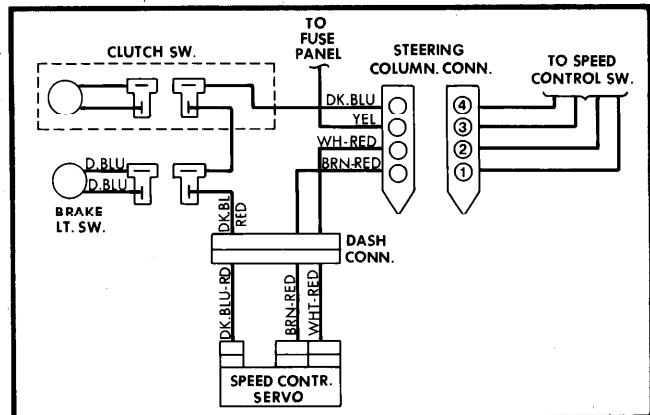 TO
FUSE
PANEL
CLUTCH SW.
STEERING
COLUMN. CONN.
TO SPEED
CONTROL SW.
DK.BLU
YEL
WH-RED
BRN-RED
4
3
2
1
D.BLU
D.BLU
BRAKE
LT. SW.
DK.BL
RED
DASH
CONN.
DK.BLU-RD
BRN-RED
WHT-RED
SPEED CONTR.
SERVO